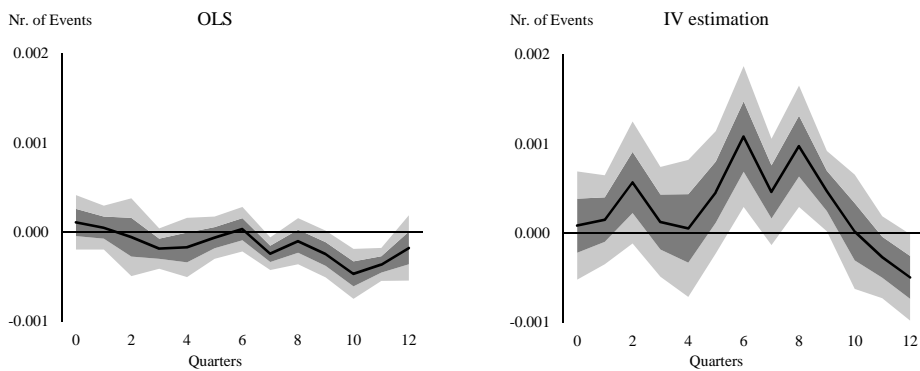 Nr. of Events
OLS
0.002
0.001
0.000
-0.001
0 2 4 6 8 10 12
Quarters
Nr. of Events
IV estimation
0.002
0.001
0.000
-0.001
0 2 4 6 8 10 12
Quarters